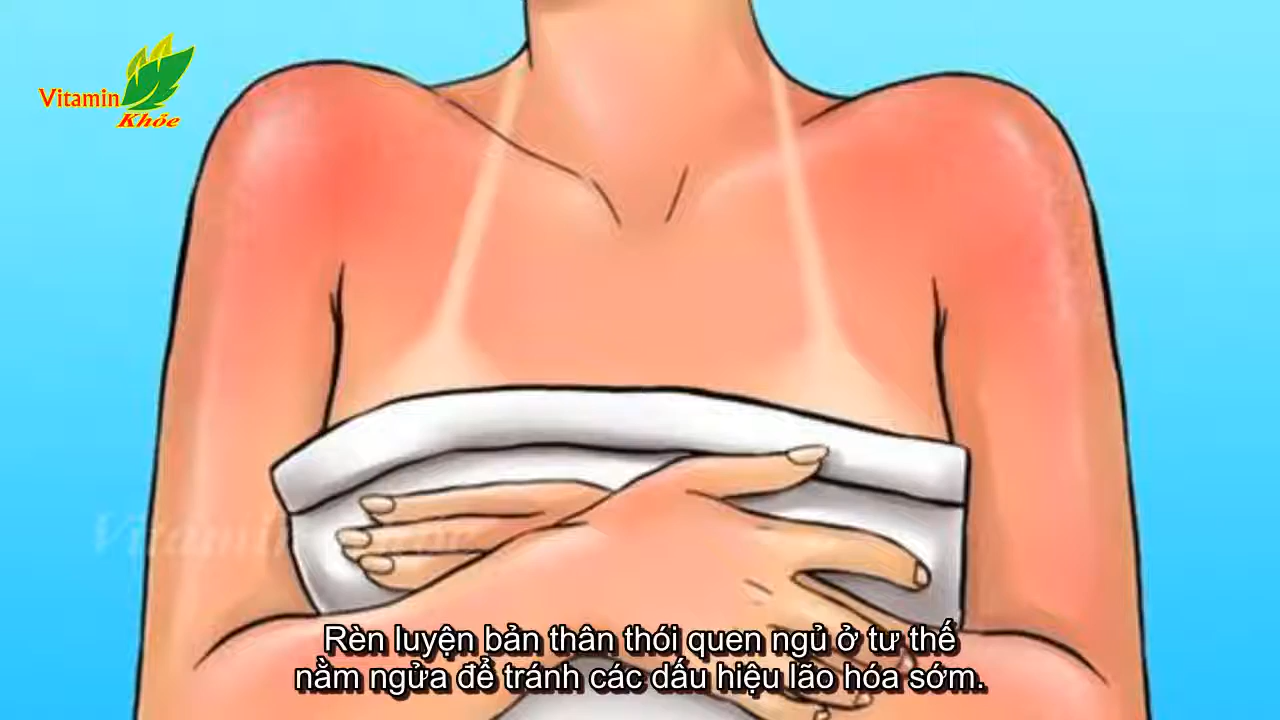 Vitamin
Khỏe
Vitamin
Rèn luyện bản thân thói quen ngủ ở tư thế
nằm ngửa để tránh các dấu hiệu lão hóa sớm.